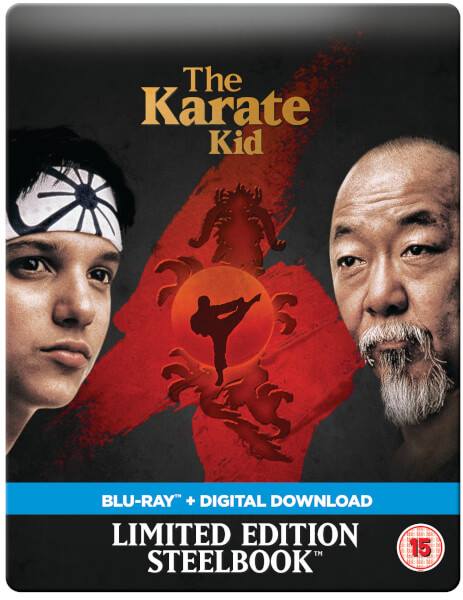 The
Karate
Kid
BLU-RAY™ + DIGITAL DOWNLOAD
LIMITED EDITION
STEELBOOK™
15